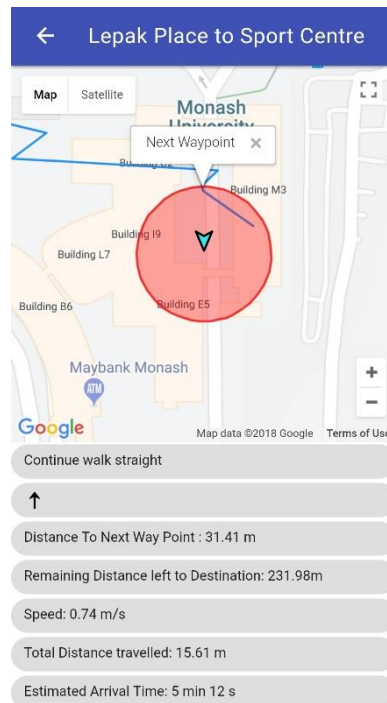 Lepak Place to Sport Centre
Map Satellite
Monash
University
Next Waypoint ×
Building G2
Building M3
Building I9
Building L7
Building B6
Building E5
Maybank Monash
ATM
+
−
Google
Map data ©2018 Google Terms of Use
Continue walk straight
Distance To Next Way Point : 31.41 m
Remaining Distance left to Destination: 231.98m
Speed: 0.74 m/s
Total Distance travelled: 15.61 m
Estimated Arrival Time: 5 min 12 s